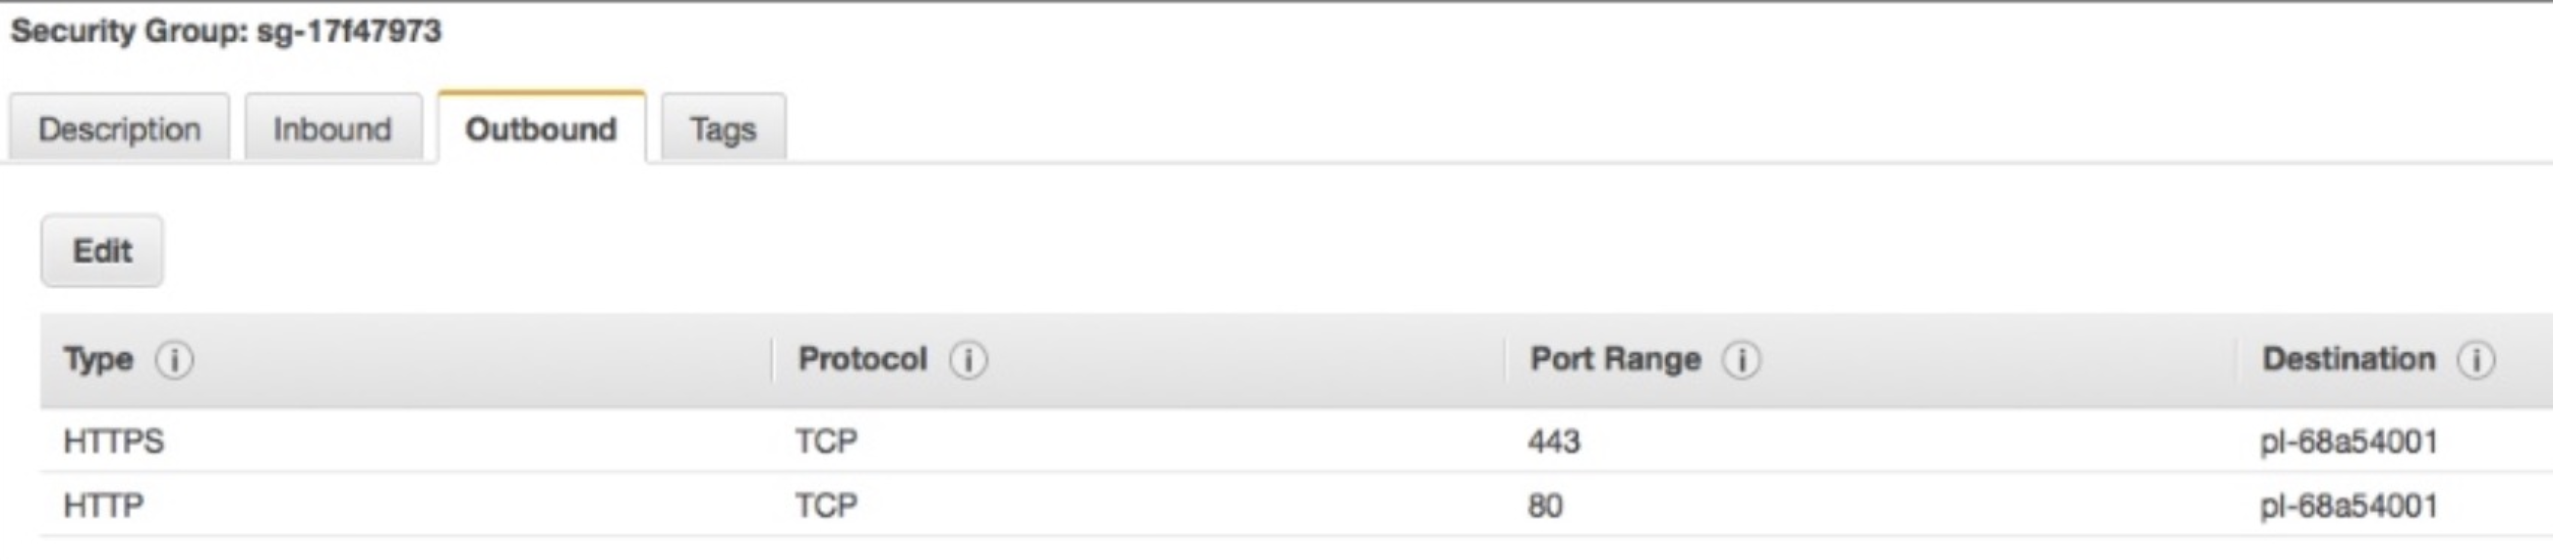 Security Group: sg-17f47973
Description Inbound Outbound Tags
Edit
Type i Protocol i Port Range i Destination i
HTTPS TCP 443 pl-68a54001
HTTP TCP 80 pl-68a54001